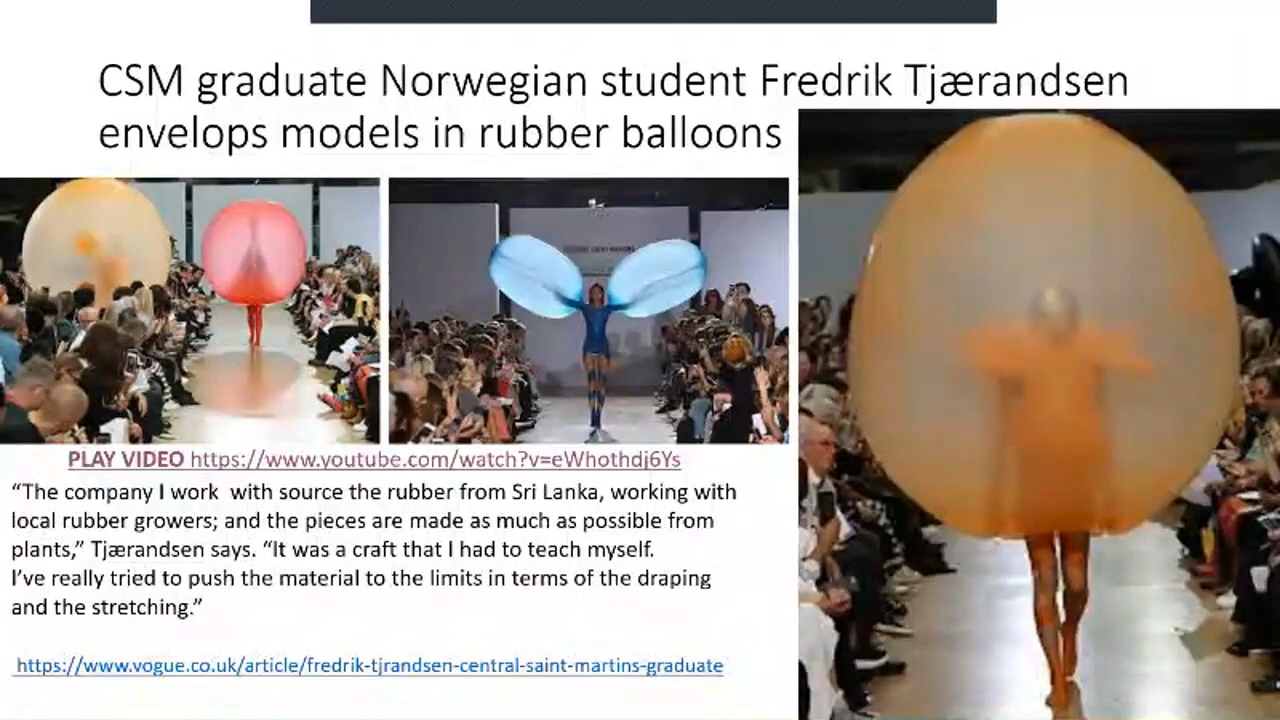 CSM graduate Norwegian student Fredrik Tjærandsen
envelops models in rubber balloons
PLAY VIDEO https://www.youtube.com/watch?v=eWhothdj6Ys
“The company I work  with source the rubber from Sri Lanka, working with
local rubber growers; and the pieces are made as much as possible from
plants,” Tjærandsen says. “It was a craft that I had to teach myself.
I’ve really tried to push the material to the limits in terms of the draping
and the stretching.”
https://www.vogue.co.uk/article/fredrik-tjrandsen-central-saint-martins-graduate